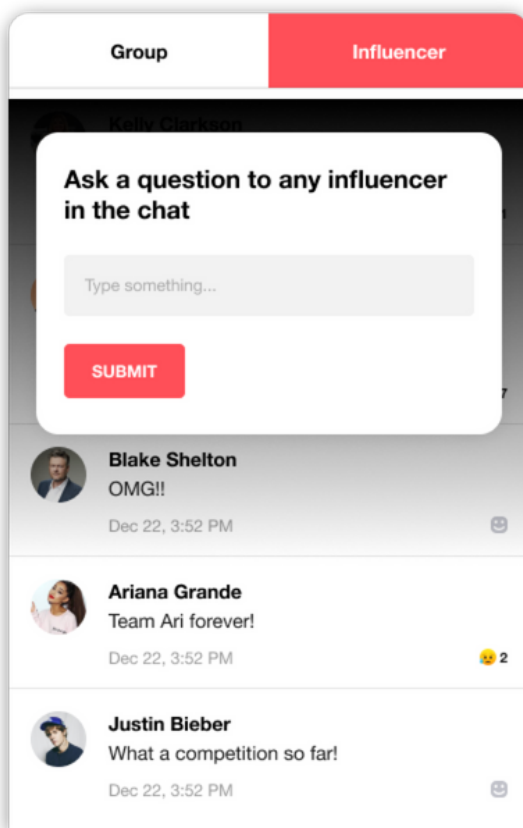 Group
Influencer
Kelly Clarkson
Ask a question to any influencer
in the chat
1
Type something...
SUBMIT
7
Blake Shelton
OMG!!
Dec 22, 3:52 PM
Ariana Grande
Team Ari forever!
Dec 22, 3:52 PM
2
Justin Bieber
What a competition so far!
Dec 22, 3:52 PM